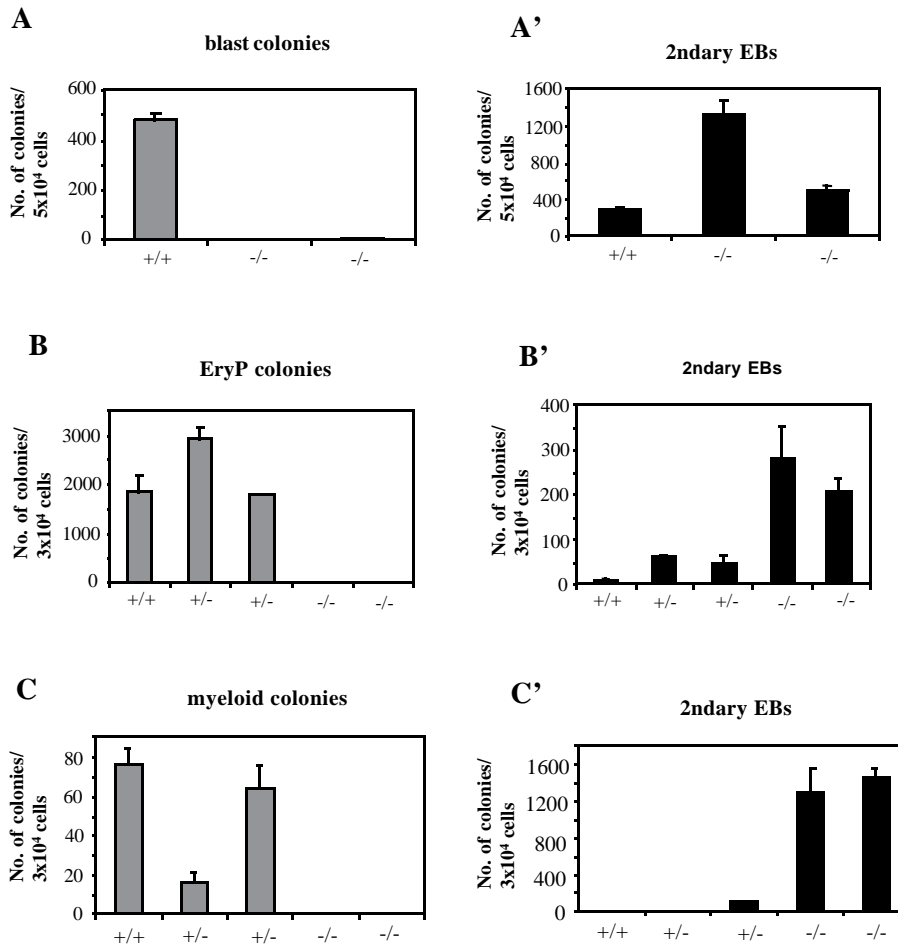 A
blast colonies
No. of colonies/
5x10⁴ cells
600
400
200
0
+/+ -/- -/-
A’
2ndary EBs
No. of colonies/
5x10⁴ cells
1600
1200
800
400
0
+/+ -/- -/-
B
EryP colonies
No. of colonies/
3x10⁴ cells
3000
2000
1000
0
+/+ +/- +/- -/- -/-
B’
2ndary EBs
No. of colonies/
3x10⁴ cells
400
300
200
100
0
+/+ +/- +/- -/- -/-
C
myeloid colonies
No. of colonies/
3x10⁴ cells
80
60
40
20
0
+/+ +/- +/- -/- -/-
C’
2ndary EBs
No. of colonies/
3x10⁴ cells
1600
1200
800
400
0
+/+ +/- +/- -/- -/-